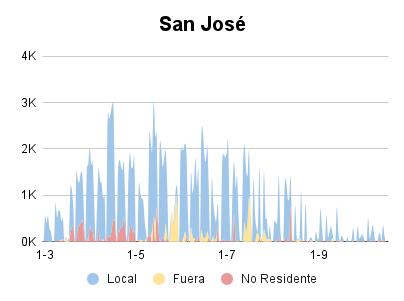 San José
4K
3K
2K
1K
0K
1-3 1-5 1-7 1-9
Local Fuera No Residente